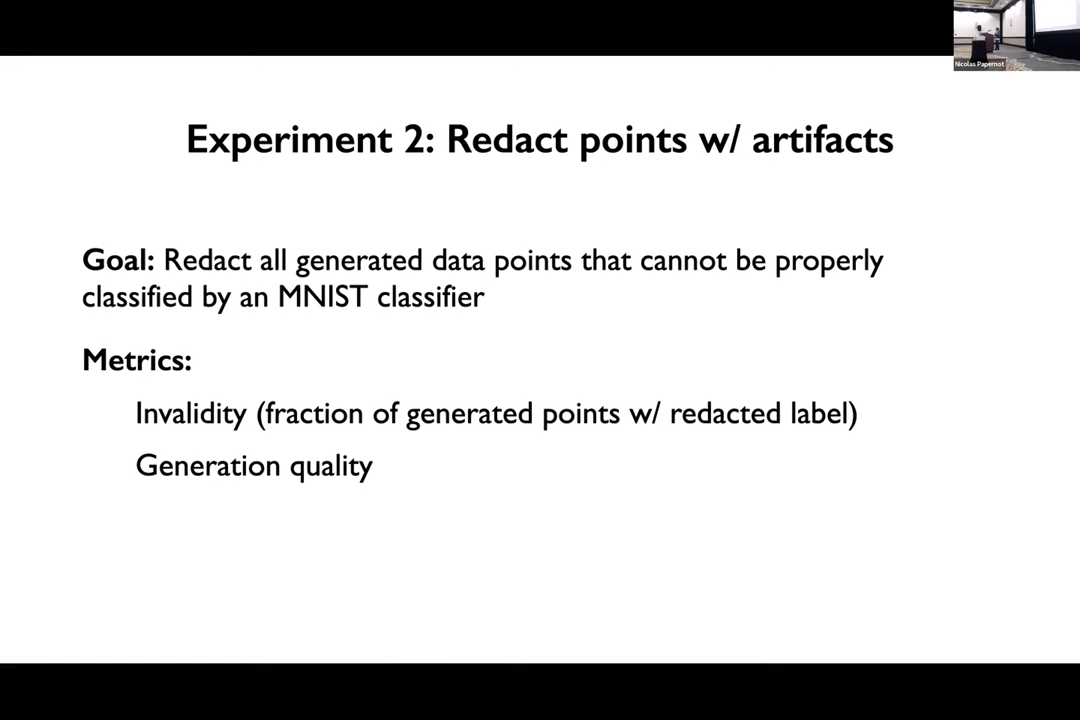 Nicolas Papernot
Experiment 2: Redact points w/ artifacts
Goal: Redact all generated data points that cannot be properly
classified by an MNIST classifier
Metrics:
Invalidity (fraction of generated points w/ redacted label)
Generation quality